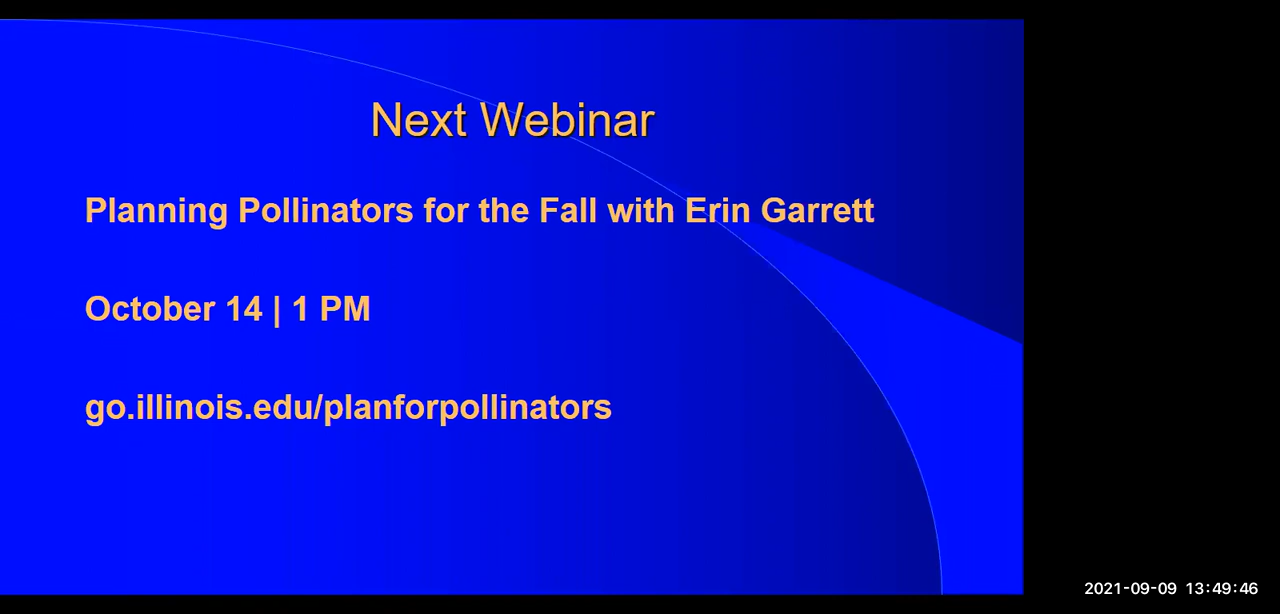 Next Webinar
Planning Pollinators for the Fall with Erin Garrett
October 14 | 1 PM
go.illinois.edu/planforpollinators
2021-09-09 13:49:46